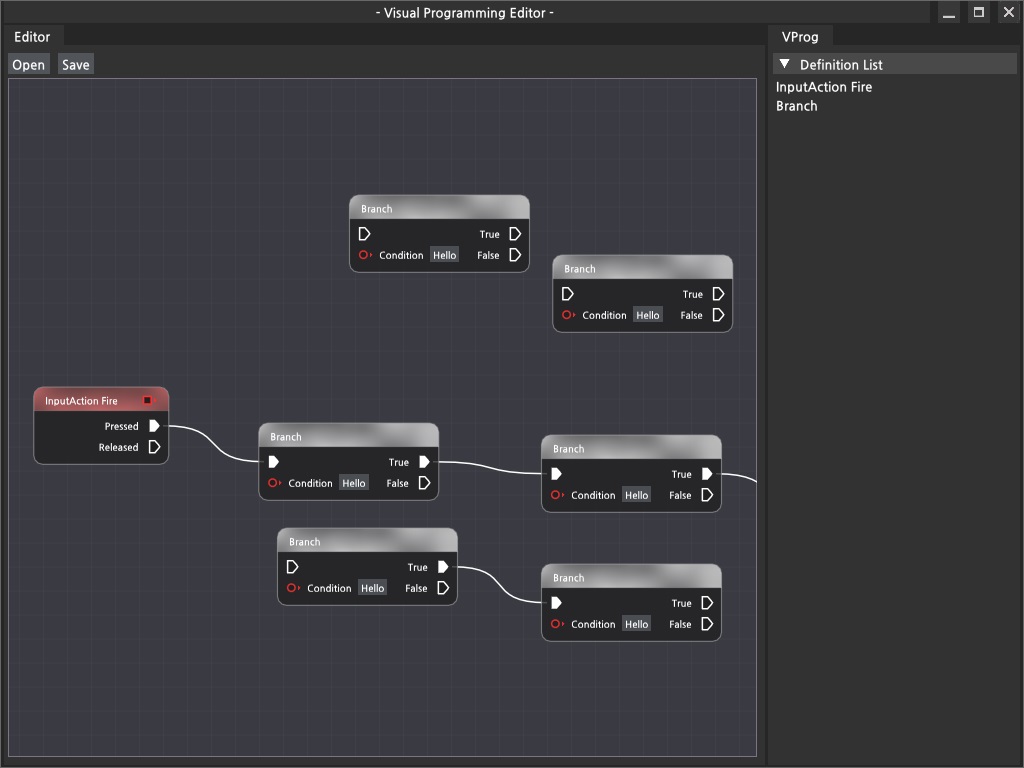 - Visual Programming Editor -
Editor
Open Save
Branch
True
Condition Hello False
Branch
True
Condition Hello False
InputAction Fire
Pressed
Released
Branch
True
Condition Hello False
Branch
True
Condition Hello False
Branch
True
Condition Hello False
Branch
True
Condition Hello False
VProg
Definition List
InputAction Fire
Branch